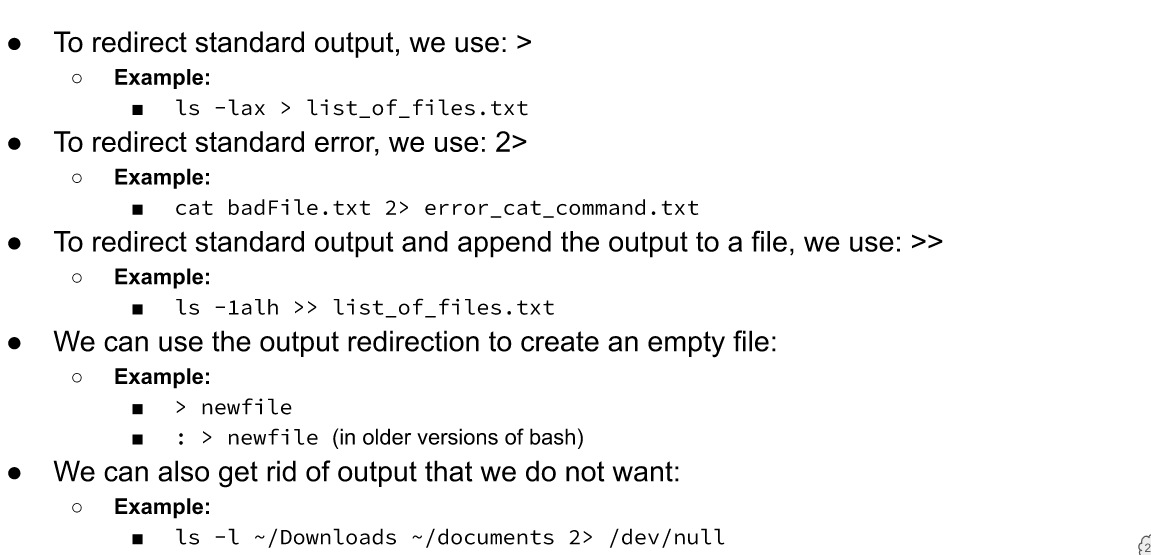 ● To redirect standard output, we use: >
○ Example:
■ ls -lax > list_of_files.txt
● To redirect standard error, we use: 2>
○ Example:
■ cat badFile.txt 2> error_cat_command.txt
● To redirect standard output and append the output to a file, we use: >>
○ Example:
■ ls -1alh >> list_of_files.txt
● We can use the output redirection to create an empty file:
○ Example:
■ > newfile
■ : > newfile (in older versions of bash)
● We can also get rid of output that we do not want:
○ Example:
■ ls -l ~/Downloads ~/documents 2> /dev/null